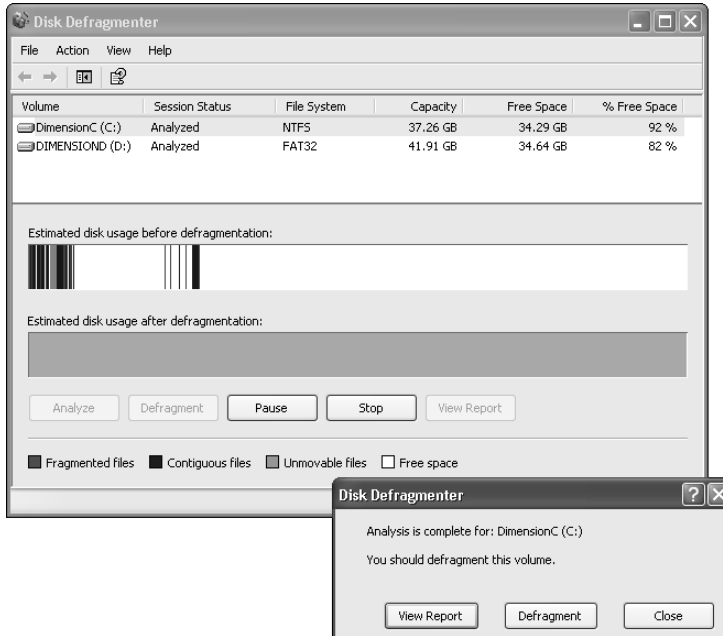 Disk Defragmenter
File Action View Help
Volume Session Status File System Capacity Free Space % Free Space
DimensionC (C:) Analyzed NTFS 37.26 GB 34.29 GB 92 %
DIMENSIOND (D:) Analyzed FAT32 41.91 GB 34.64 GB 82 %
Estimated disk usage before defragmentation:
Estimated disk usage after defragmentation:
Analyze Defragment Pause Stop View Report
Fragmented files Contiguous files Unmovable files Free space
Disk Defragmenter
Analysis is complete for: DimensionC (C:)
You should defragment this volume.
View Report Defragment Close